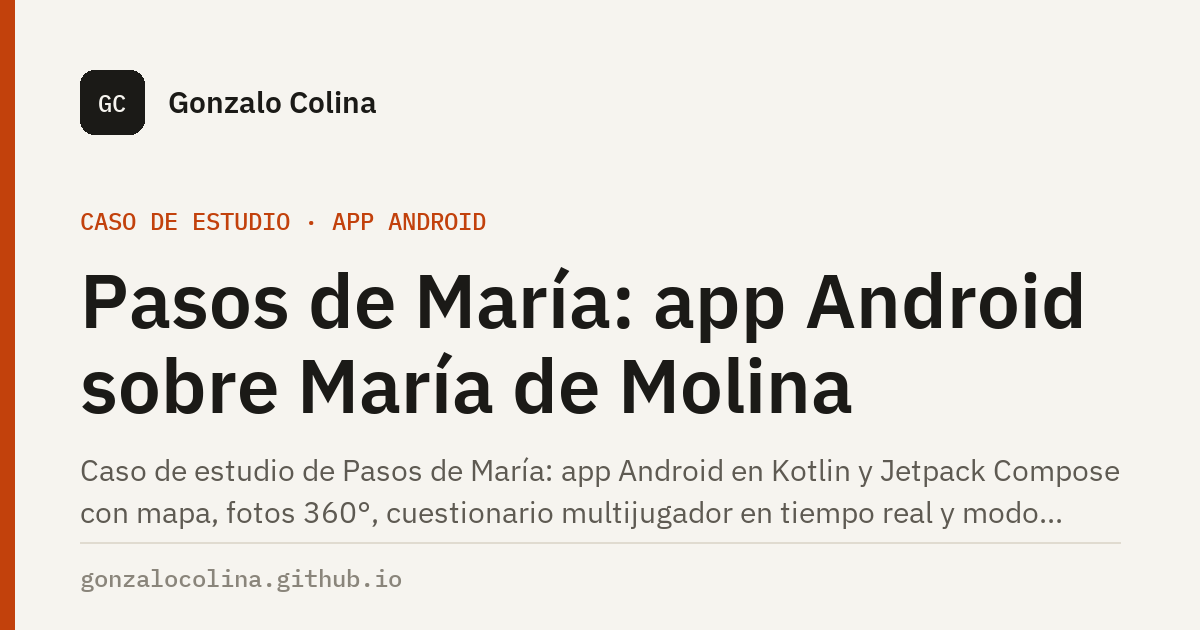 GC
Gonzalo Colina
CASO DE ESTUDIO · APP ANDROID
Pasos de María: app Android
sobre María de Molina
Caso de estudio de Pasos de María: app Android en Kotlin y Jetpack Compose
con mapa, fotos 360°, cuestionario multijugador en tiempo real y modo…
gonzalocolina.github.io